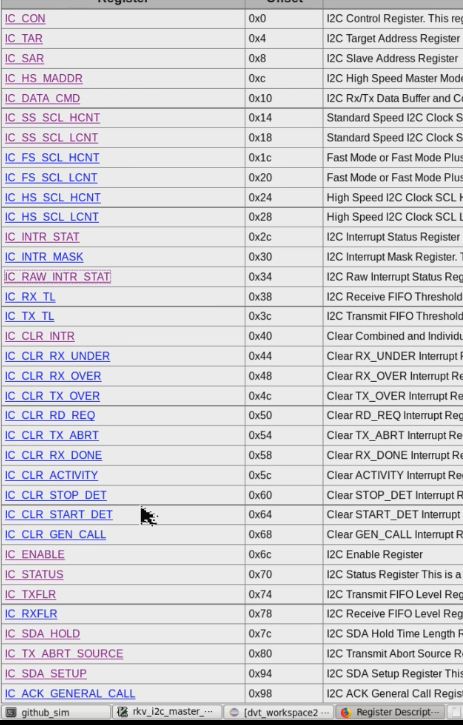 IC_CON 0x0 I2C Control Register. This reg
IC_TAR 0x4 I2C Target Address Register
IC_SAR 0x8 I2C Slave Address Register
IC_HS_MADDR 0xc I2C High Speed Master Mode
IC_DATA_CMD 0x10 I2C Rx/Tx Data Buffer and Co
IC_SS_SCL_HCNT 0x14 Standard Speed I2C Clock S
IC_SS_SCL_LCNT 0x18 Standard Speed I2C Clock S
IC_FS_SCL_HCNT 0x1c Fast Mode or Fast Mode Plus
IC_FS_SCL_LCNT 0x20 Fast Mode or Fast Mode Plus
IC_HS_SCL_HCNT 0x24 High Speed I2C Clock SCL H
IC_HS_SCL_LCNT 0x28 High Speed I2C Clock SCL L
IC_INTR_STAT 0x2c I2C Interrupt Status Register
IC_INTR_MASK 0x30 I2C Interrupt Mask Register. T
IC_RAW_INTR_STAT 0x34 I2C Raw Interrupt Status Reg
IC_RX_TL 0x38 I2C Receive FIFO Threshold
IC_TX_TL 0x3c I2C Transmit FIFO Threshold
IC_CLR_INTR 0x40 Clear Combined and Individu
IC_CLR_RX_UNDER 0x44 Clear RX_UNDER Interrupt R
IC_CLR_RX_OVER 0x48 Clear RX_OVER Interrupt Re
IC_CLR_TX_OVER 0x4c Clear TX_OVER Interrupt Re
IC_CLR_RD_REQ 0x50 Clear RD_REQ Interrupt Reg
IC_CLR_TX_ABRT 0x54 Clear TX_ABRT Interrupt Re
IC_CLR_RX_DONE 0x58 Clear RX_DONE Interrupt Re
IC_CLR_ACTIVITY 0x5c Clear ACTIVITY Interrupt Reg
IC_CLR_STOP_DET 0x60 Clear STOP_DET Interrupt R
IC_CLR_START_DET 0x64 Clear START_DET Interrupt
IC_CLR_GEN_CALL 0x68 Clear GEN_CALL Interrupt Re
IC_ENABLE 0x6c I2C Enable Register
IC_STATUS 0x70 I2C Status Register This is a
IC_TXFLR 0x74 I2C Transmit FIFO Level Reg
IC_RXFLR 0x78 I2C Receive FIFO Level Reg
IC_SDA_HOLD 0x7c I2C SDA Hold Time Length R
IC_TX_ABRT_SOURCE 0x80 I2C Transmit Abort Source R
IC_SDA_SETUP 0x94 I2C SDA Setup Register This
IC_ACK_GENERAL_CALL 0x98 I2C ACK General Call Regist
github_sim rkv_i2c_master_··· [dvt_workspace2 ··· Register Descript···